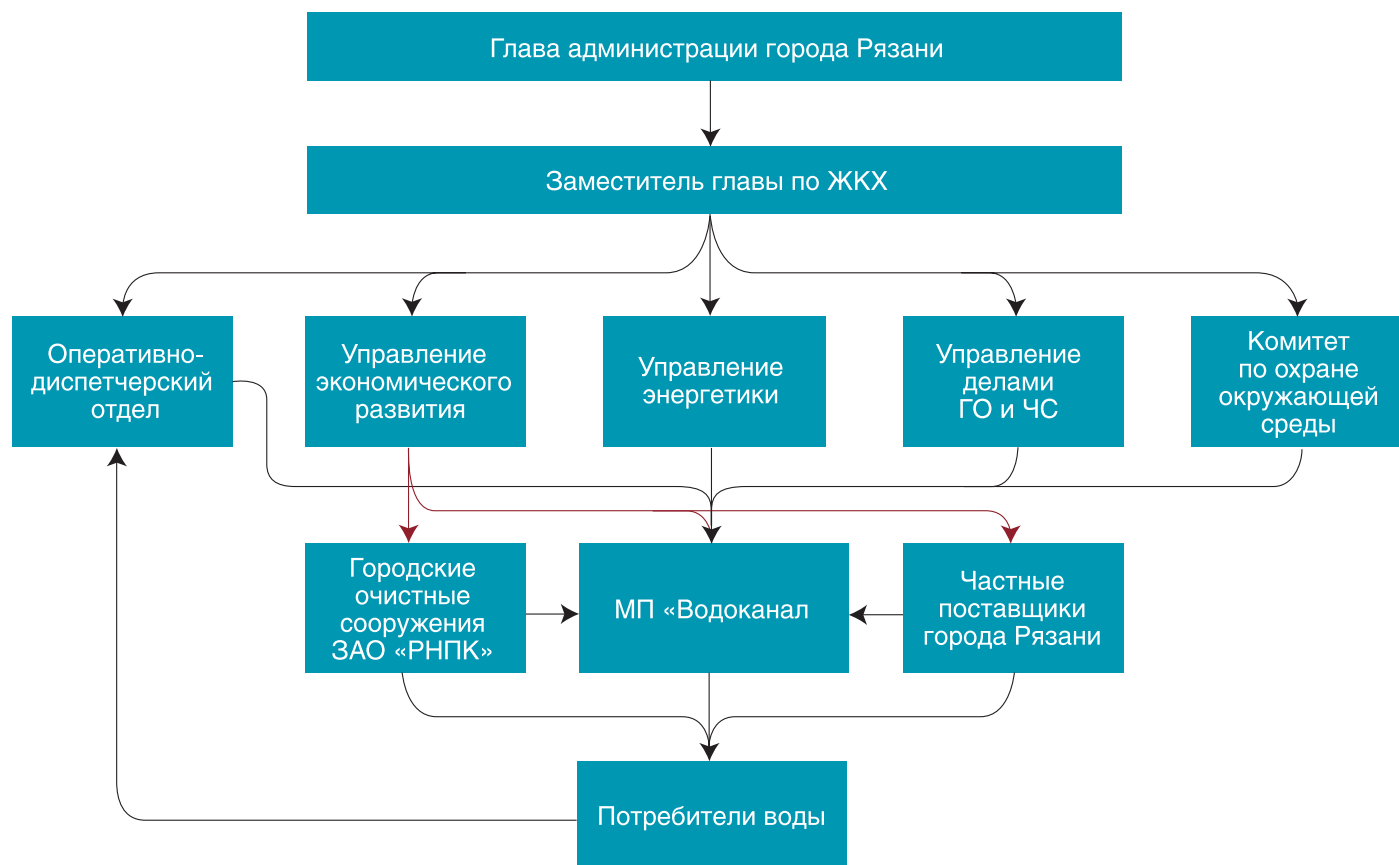 Глава администрации города Рязани
Заместитель главы по ЖКХ
Оперативно-
диспетчерский
отдел
Управление
экономического
развития
Управление
энергетики
Управление
делами
ГО и ЧС
Комитет
по охране
окружающей
среды
Городские
очистные
сооружения
ЗАО «РНПК»
МП «Водоканал
Частные
поставщики
города Рязани
Потребители воды